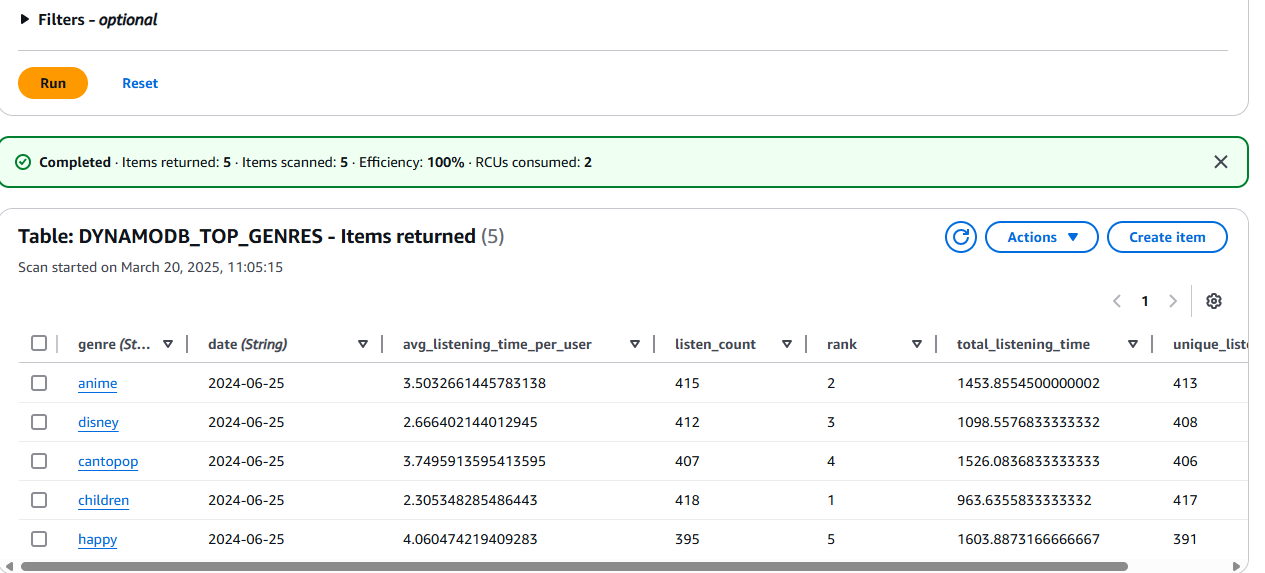 Filters - optional
Run Reset
Completed · Items returned: 5 · Items scanned: 5 · Efficiency: 100% · RCUs consumed: 2
Table: DYNAMODB_TOP_GENRES - Items returned (5)
Actions Create item
Scan started on March 20, 2025, 11:05:15
1
genre (St... date (String) avg_listening_time_per_user listen_count rank total_listening_time unique_liste
anime 2024-06-25 3.5032661445783138 415 2 1453.8554500000002 413
disney 2024-06-25 2.666402144012945 412 3 1098.5576833333332 408
cantopop 2024-06-25 3.7495913595413595 407 4 1526.0836833333333 406
children 2024-06-25 2.305348285486443 418 1 963.6355833333332 417
happy 2024-06-25 4.060474219409283 395 5 1603.8873166666667 391